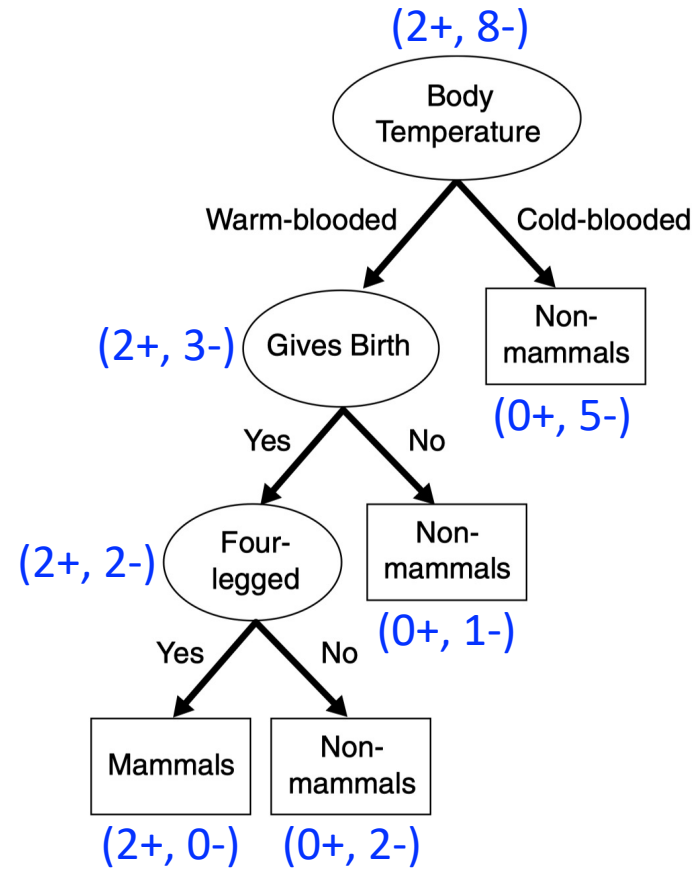 (2+, 8-)
Body
Temperature
Warm-blooded
Cold-blooded
(2+, 3-)
Gives Birth
Non-
mammals
(0+, 5-)
Yes
No
(2+, 2-)
Four-
legged
Non-
mammals
(0+, 1-)
Yes
No
Mammals
Non-
mammals
(2+, 0-)
(0+, 2-)